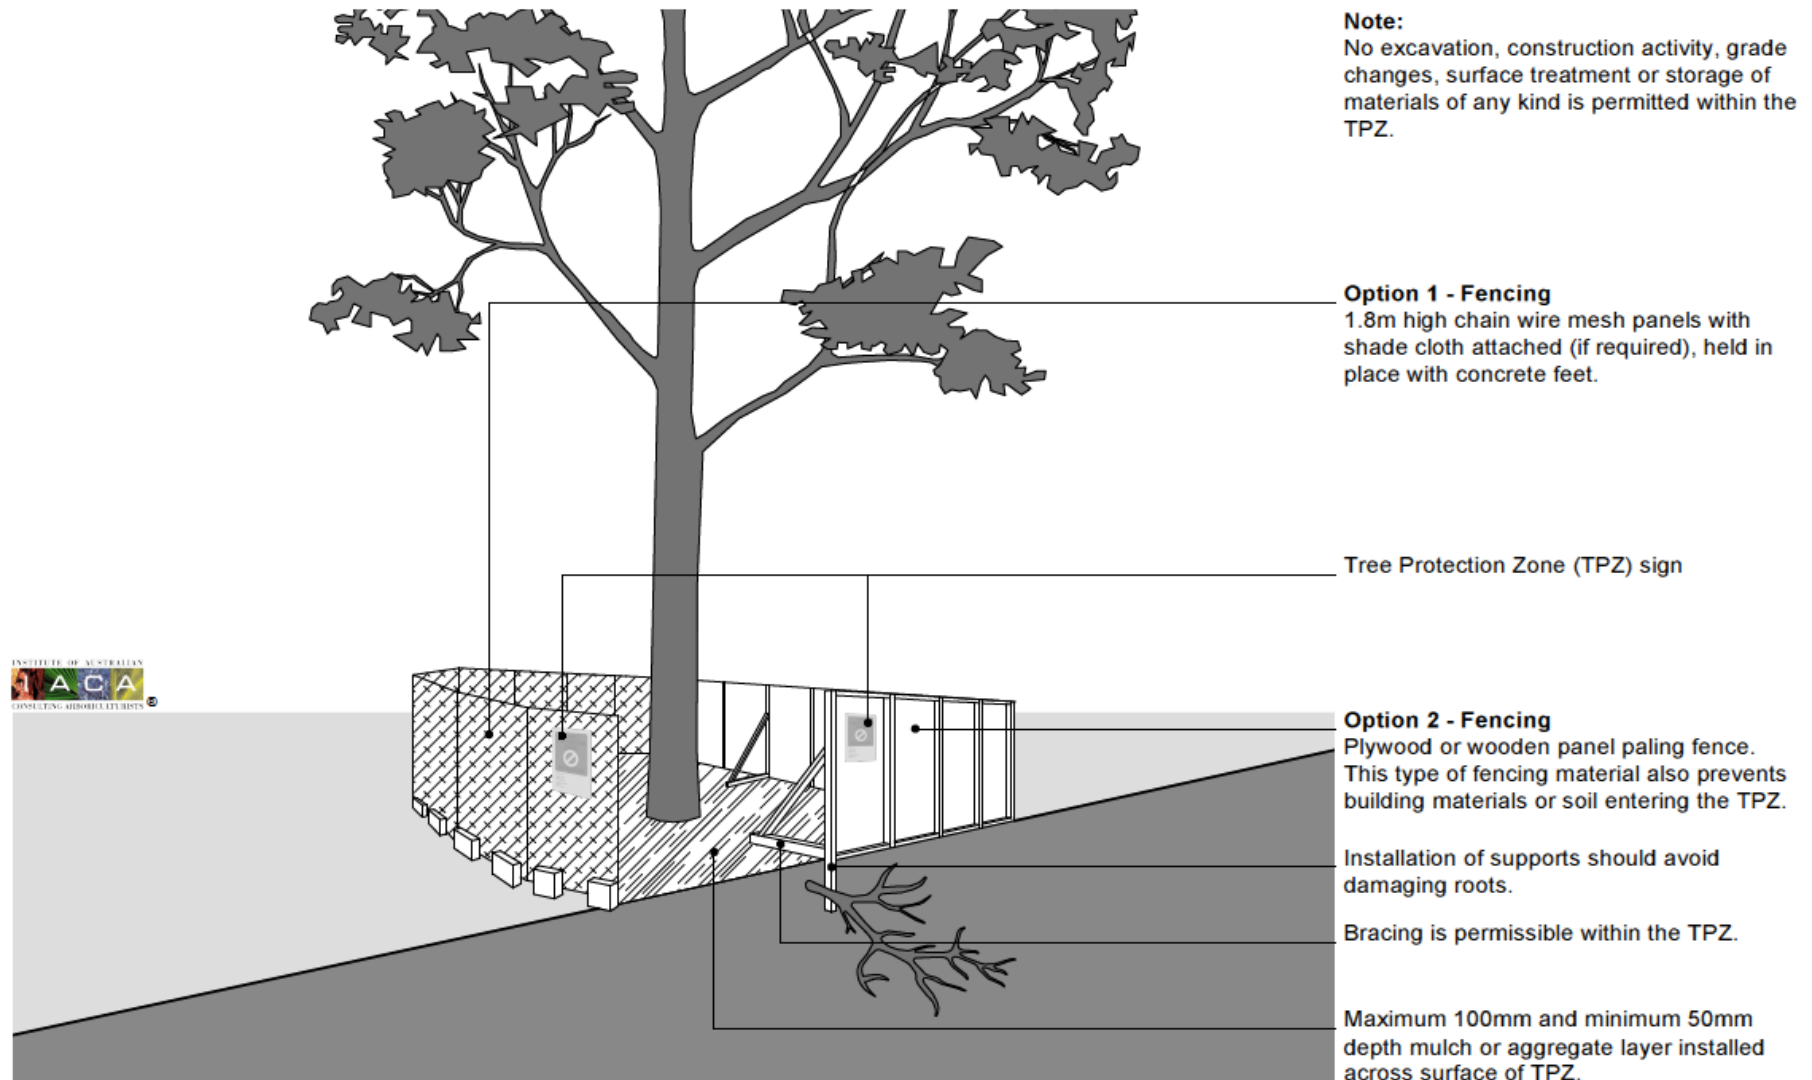 Note:
No excavation, construction activity, grade
changes, surface treatment or storage of
materials of any kind is permitted within the
TPZ.
Option 1 - Fencing
1.8m high chain wire mesh panels with
shade cloth attached (if required), held in
place with concrete feet.
Tree Protection Zone (TPZ) sign
INSTITUTE OF AUSTRALIAN
IACA
CONSULTING ARBORICULTURISTS ®
Option 2 - Fencing
Plywood or wooden panel paling fence.
This type of fencing material also prevents
building materials or soil entering the TPZ.
Installation of supports should avoid
damaging roots.
Bracing is permissible within the TPZ.
Maximum 100mm and minimum 50mm
depth mulch or aggregate layer installed
across surface of TPZ.